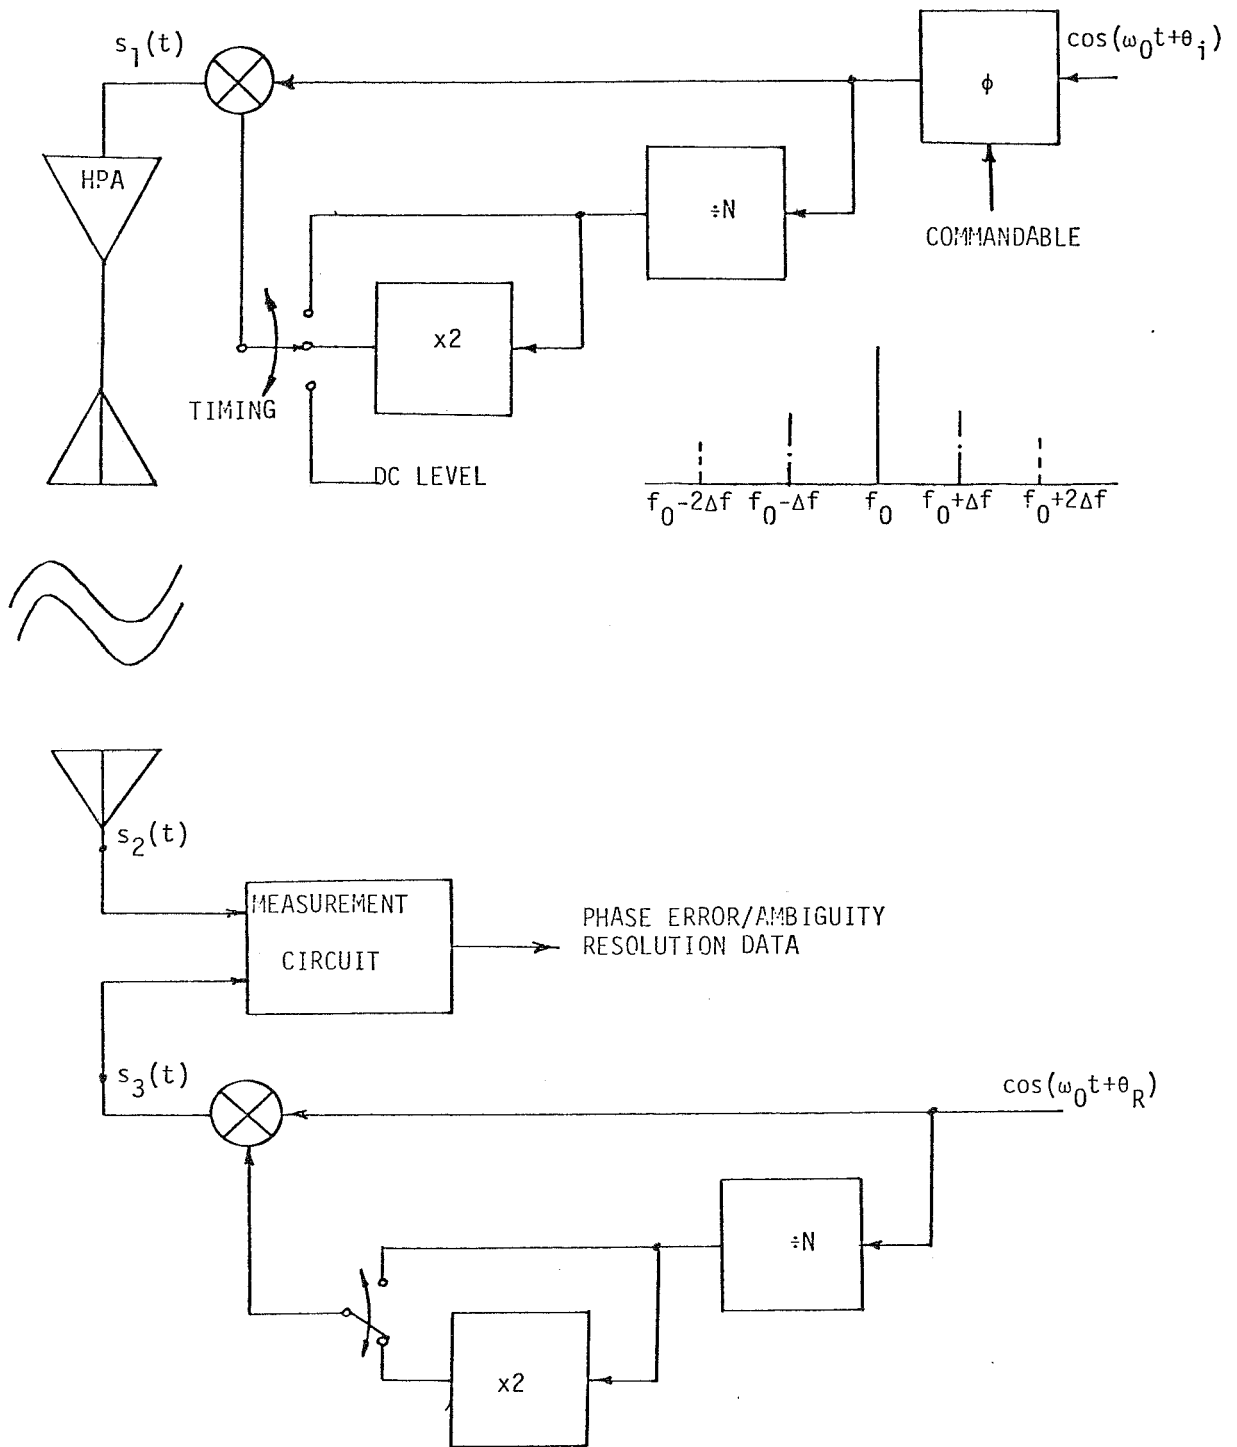 s₁(t)
cos(ω₀t+θᵢ)
ϕ
HPA
÷N
COMMANDABLE
x2
TIMING
DC LEVEL
f₀-2Δf f₀-Δf f₀ f₀+Δf f₀+2Δf
s₂(t)
MEASUREMENT
CIRCUIT
PHASE ERROR/AMBIGUITY
RESOLUTION DATA
s₃(t)
cos(ω₀t+θ_R)
÷N
x2